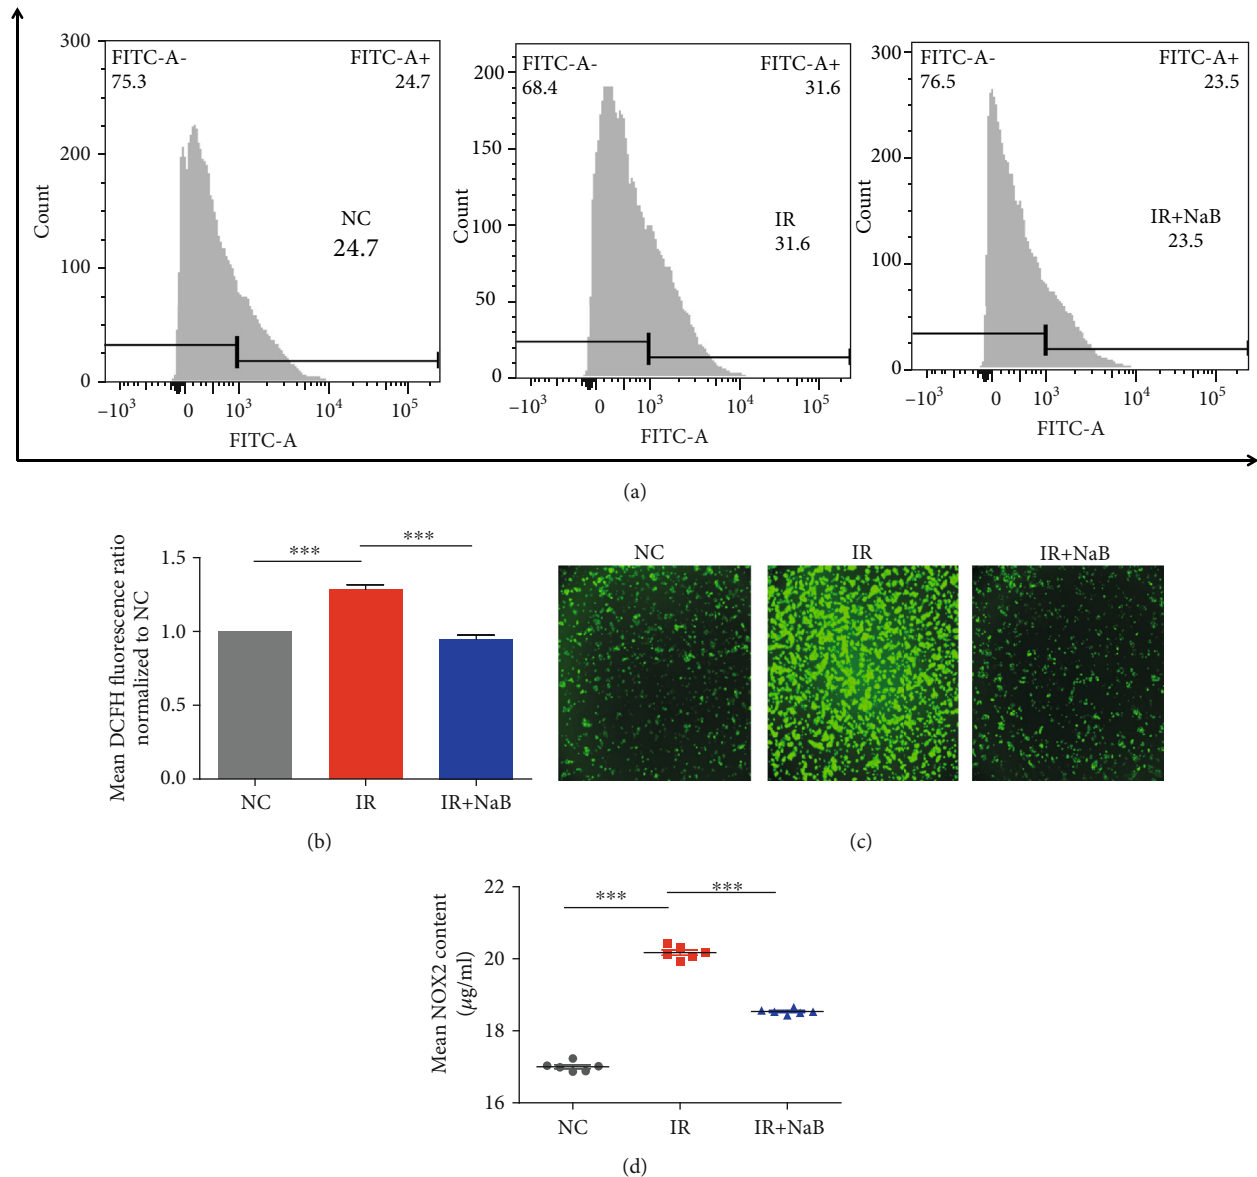 300
200
100
0
Count
FITC-A-
75.3
FITC-A+
24.7
NC
24.7
−10³ 0 10³ 10⁴ 10⁵
FITC-A
200
150
100
50
0
Count
FITC-A-
68.4
FITC-A+
31.6
IR
31.6
−10³ 0 10³ 10⁴ 10⁵
FITC-A
300
200
100
0
Count
FITC-A-
76.5
FITC-A+
23.5
IR+NaB
23.5
−10³ 0 10³ 10⁴ 10⁵
FITC-A
(a)
Mean DCFH fluorescence ratio
normalized to NC
1.5
1.0
0.5
0.0
***
***
NC IR IR+NaB
(b)
NC IR IR+NaB
(c)
Mean NOX2 content
(μg/ml)
22
20
18
16
***
***
NC IR IR+NaB
(d)